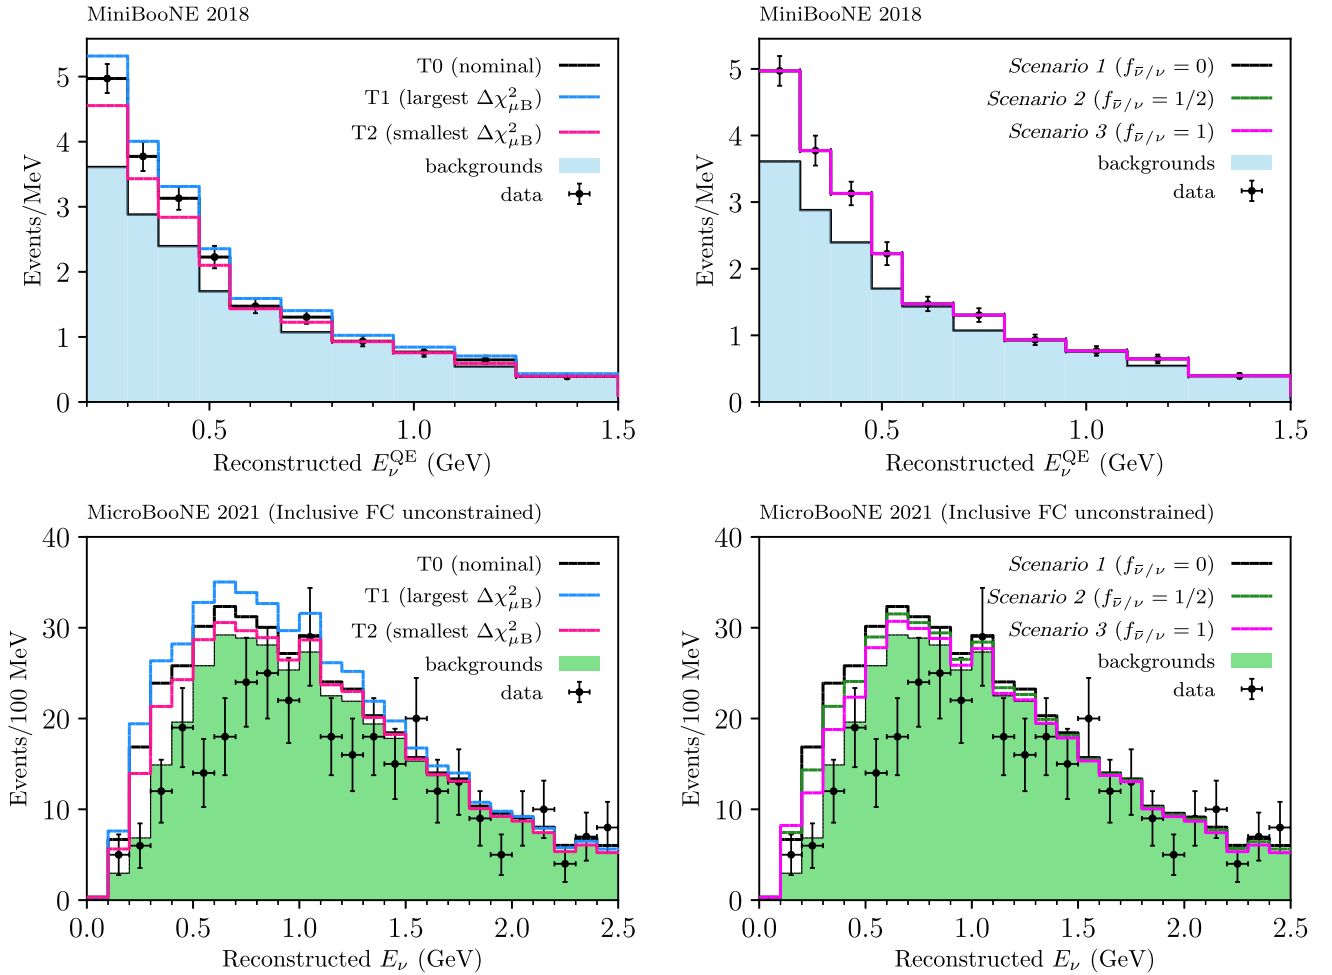 MiniBooNE 2018
T0 (nominal)
T1 (largest Δχ²μB)
T2 (smallest Δχ²μB)
backgrounds
data
Events/MeV
5
4
3
2
1
0
0.5
1.0
1.5
Reconstructed EνQE (GeV)
MiniBooNE 2018
Scenario 1 (fν̄/ν = 0)
Scenario 2 (fν̄/ν = 1/2)
Scenario 3 (fν̄/ν = 1)
backgrounds
data
Events/MeV
5
4
3
2
1
0
0.5
1.0
1.5
Reconstructed EνQE (GeV)
MicroBooNE 2021 (Inclusive FC unconstrained)
T0 (nominal)
T1 (largest Δχ²μB)
T2 (smallest Δχ²μB)
backgrounds
data
Events/100 MeV
40
30
20
10
0
0.0
0.5
1.0
1.5
2.0
2.5
Reconstructed Eν (GeV)
MicroBooNE 2021 (Inclusive FC unconstrained)
Scenario 1 (fν̄/ν = 0)
Scenario 2 (fν̄/ν = 1/2)
Scenario 3 (fν̄/ν = 1)
backgrounds
data
Events/100 MeV
40
30
20
10
0
0.0
0.5
1.0
1.5
2.0
2.5
Reconstructed Eν (GeV)